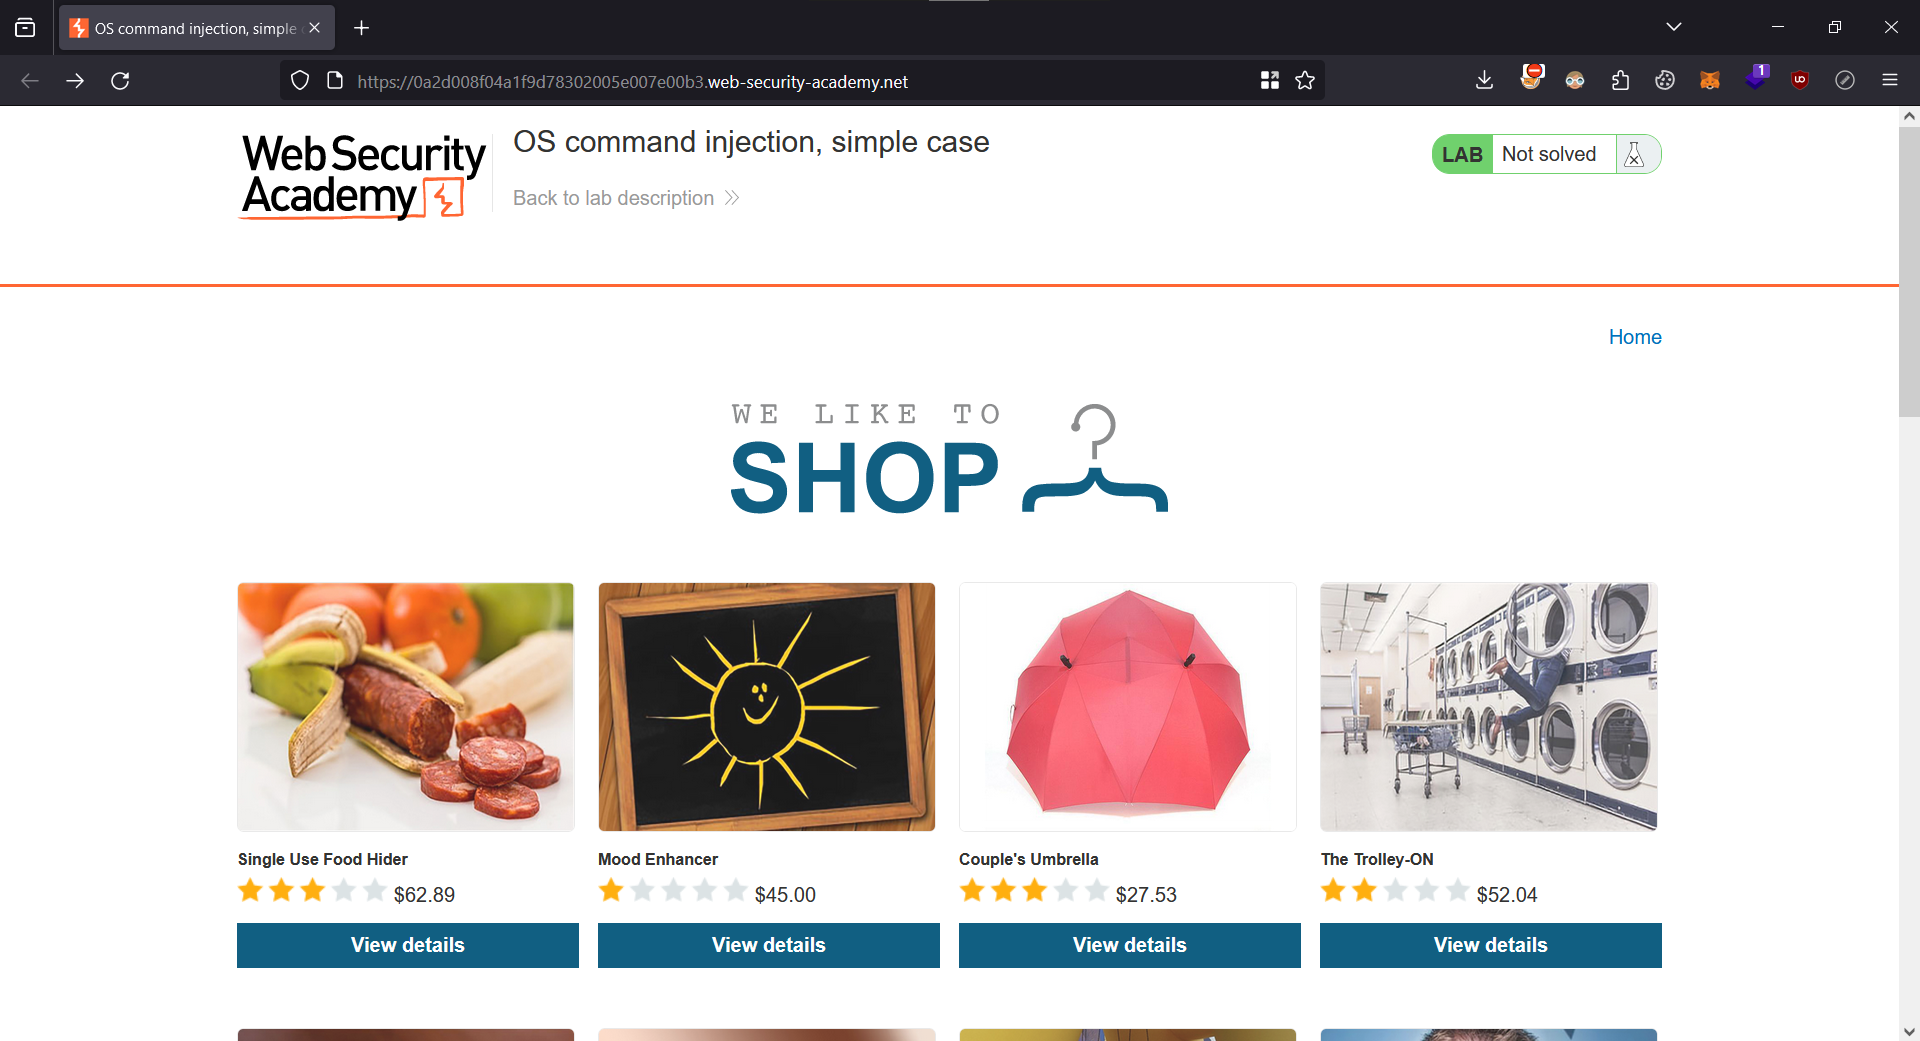 OS command injection, simple
1
https://0a2d008f04a1f9d78302005e007e00b3.web-security-academy.net
Web Security
Academy
OS command injection, simple case
Back to lab description
LAB Not solved
Home
WE LIKE TO
SHOP
Single Use Food Hider
$62.89
View details
Mood Enhancer
$45.00
View details
Couple's Umbrella
$27.53
View details
The Trolley-ON
$52.04
View details